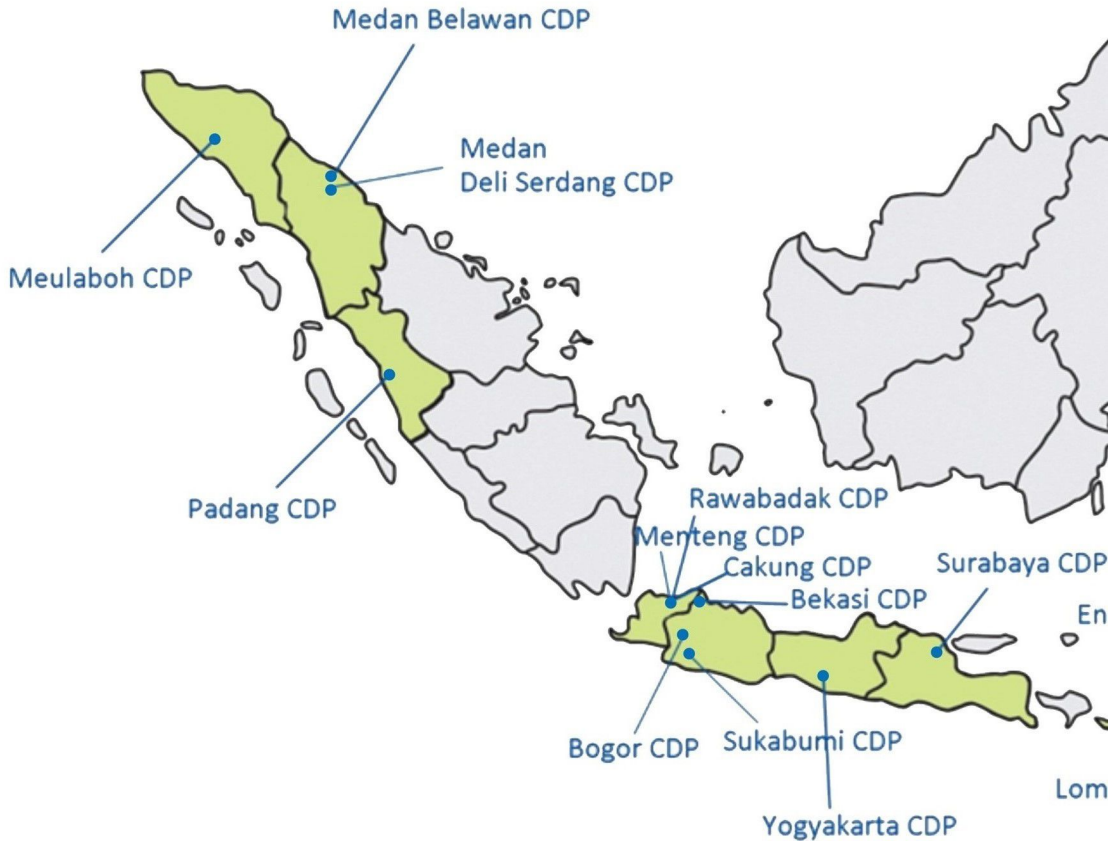 Medan Belawan CDP
Medan
Deli Serdang CDP
Meulaboh CDP
Padang CDP
Rawabadak CDP
Menteng CDP
Cakung CDP
Surabaya CDP
Bekasi CDP
En
Bogor CDP
Sukabumi CDP
Lom
Yogyakarta CDP